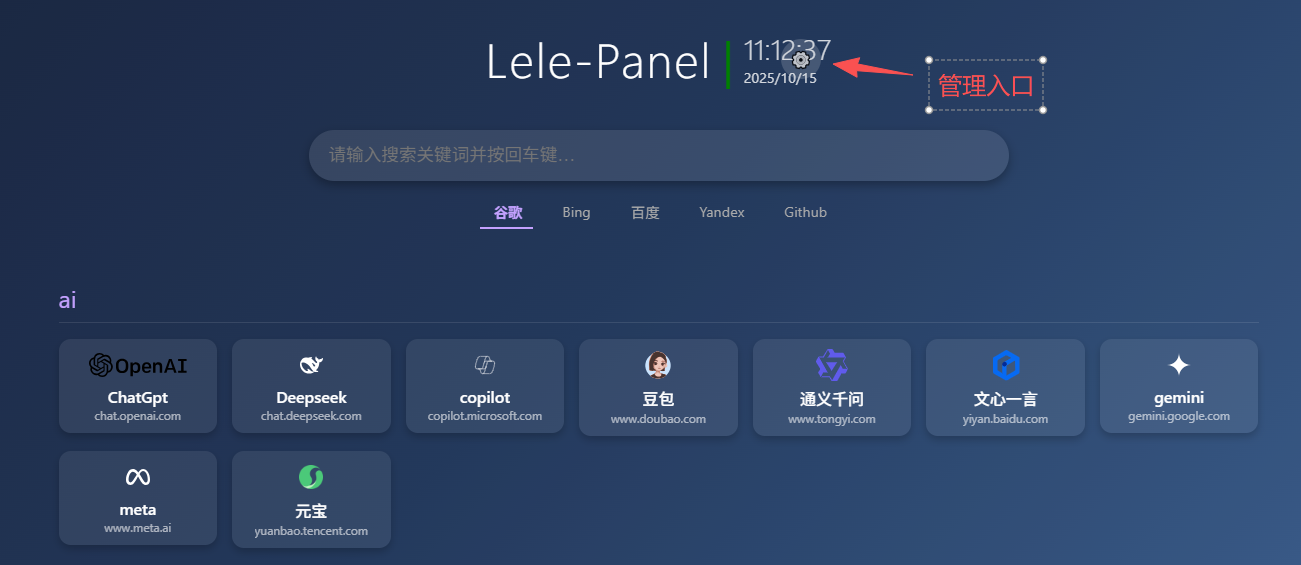 Lele-Panel
11:12:37
2025/10/15
管理入口
请输入搜索关键词并按回车键...
谷歌 Bing 百度 Yandex Github
ai
OpenAI
ChatGpt
chat.openai.com
Deepseek
chat.deepseek.com
copilot
copilot.microsoft.com
豆包
www.doubao.com
通义千问
www.tongyi.com
文心一言
yiyan.baidu.com
gemini
gemini.google.com
meta
www.meta.ai
元宝
yuanbao.tencent.com